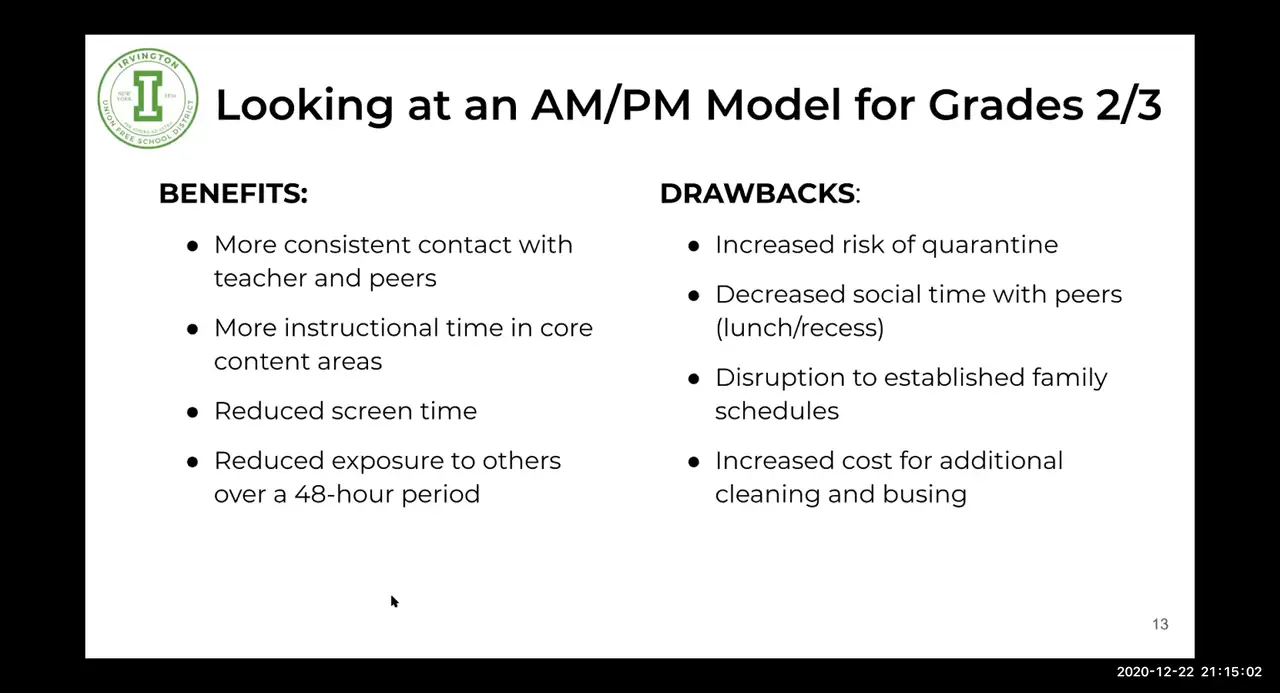 IRVINGTON
UNION FREE SCHOOL DISTRICT
NEW YORK
I
Looking at an AM/PM Model for Grades 2/3
BENEFITS:
● More consistent contact with
teacher and peers
● More instructional time in core
content areas
● Reduced screen time
● Reduced exposure to others
over a 48-hour period
DRAWBACKS:
● Increased risk of quarantine
● Decreased social time with peers
(lunch/recess)
● Disruption to established family
schedules
● Increased cost for additional
cleaning and busing
13
2020-12-22 21:15:02